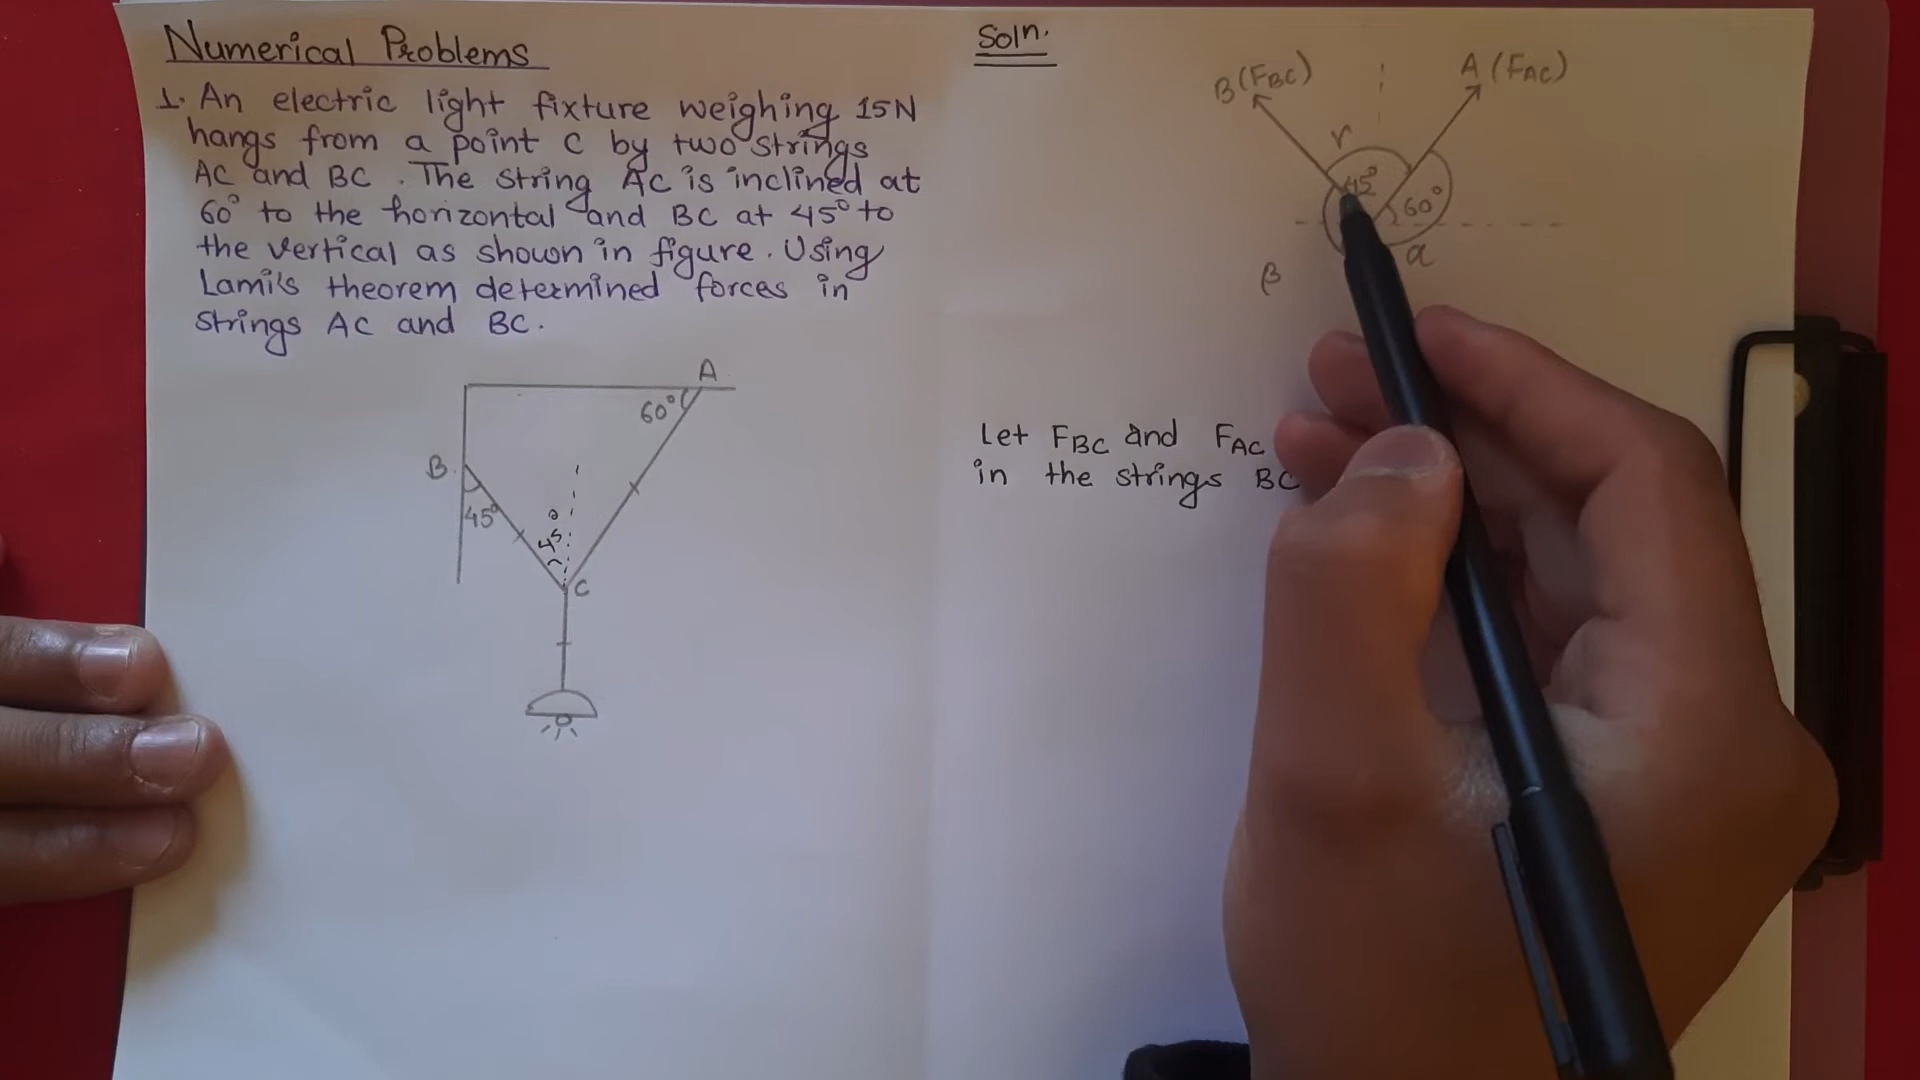 Numerical Problems
1. An electric light fixture weighing 15N
hangs from a point C by two strings
AC and BC. The string AC is inclined at
60° to the horizontal and BC at 45° to
the vertical as shown in figure. Using
Lami's theorem determined forces in
strings AC and BC.
A
60°
B
45°
45°
C
Soln.
B (FBC)
A (FAC)
r
45°
60°
α
β
Let FBC and FAC
in the strings BC